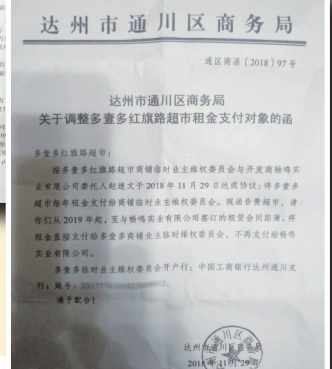 达州市通川区商务局
通区商函〔2018〕97号
达州市通川区商务局
关于调整多壹多红旗路超市租金支付对象的函
多壹多红旗路超市：
按多壹多红旗路超市商铺临时业主维权委员会与开发商杨鸣实
业有限公司委托人赵连文于2018年11月29日达成协议：将多壹多
超市每年租金支付给商铺临时业主维权委员会。现函告贵超市，请
你们从2019年起，至与杨鸣实业有限公司签订的租赁合同期满，将
租金直接支付给多壹多商铺业主临时维权委员会，不再支付给杨鸣
实业有限公司。
多壹多临时业主维权委员会开户行：中国工商银行达州通川支
行；账号：
请予配合！
达州市通川区商务局
2018年11月29日